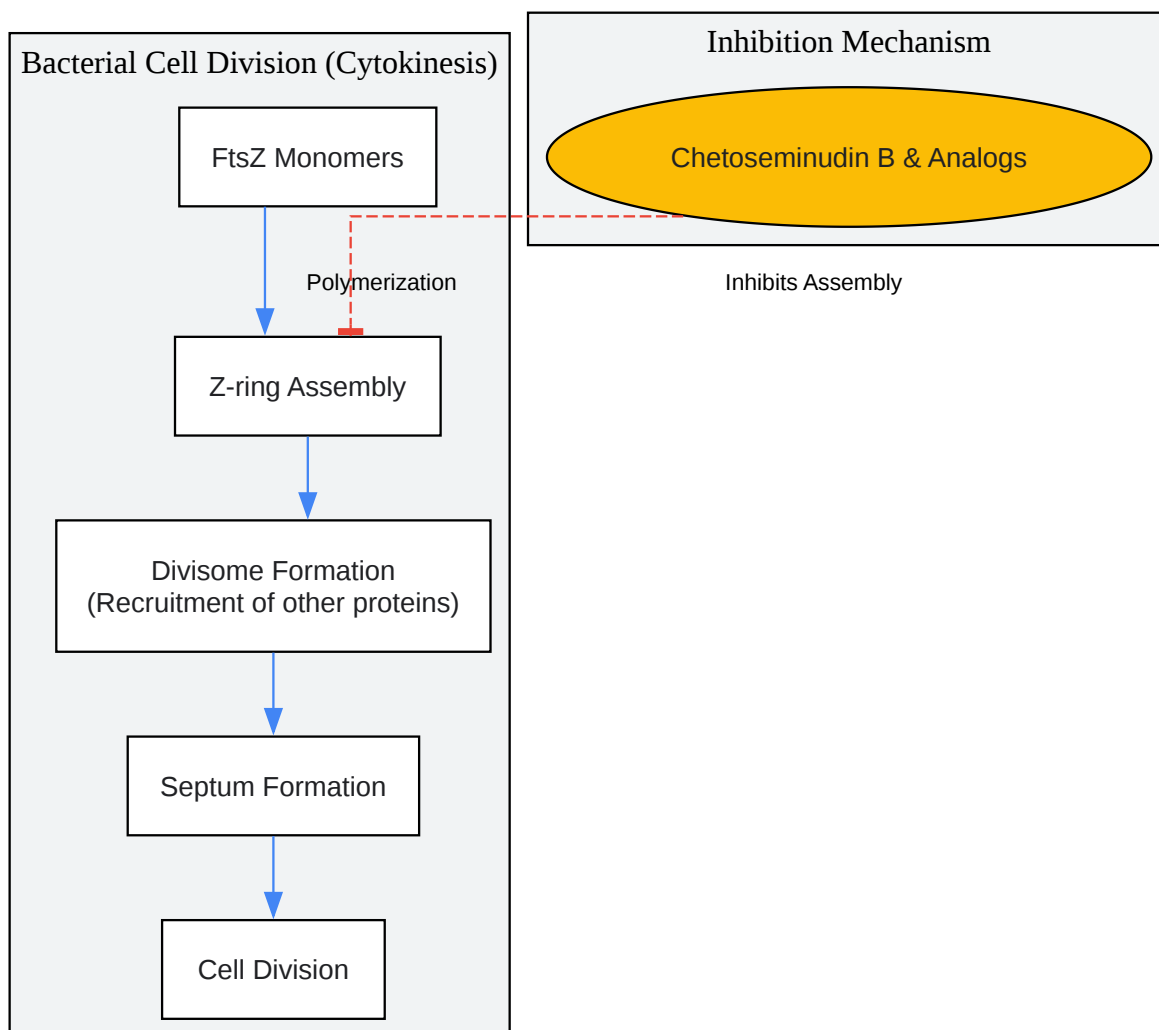 Bacterial Cell Division (Cytokinesis)
Inhibition Mechanism
FtsZ Monomers
Chetoseminudin B & Analogs
Polymerization
Inhibits Assembly
Z-ring Assembly
Divisome Formation
(Recruitment of other proteins)
Septum Formation
Cell Division